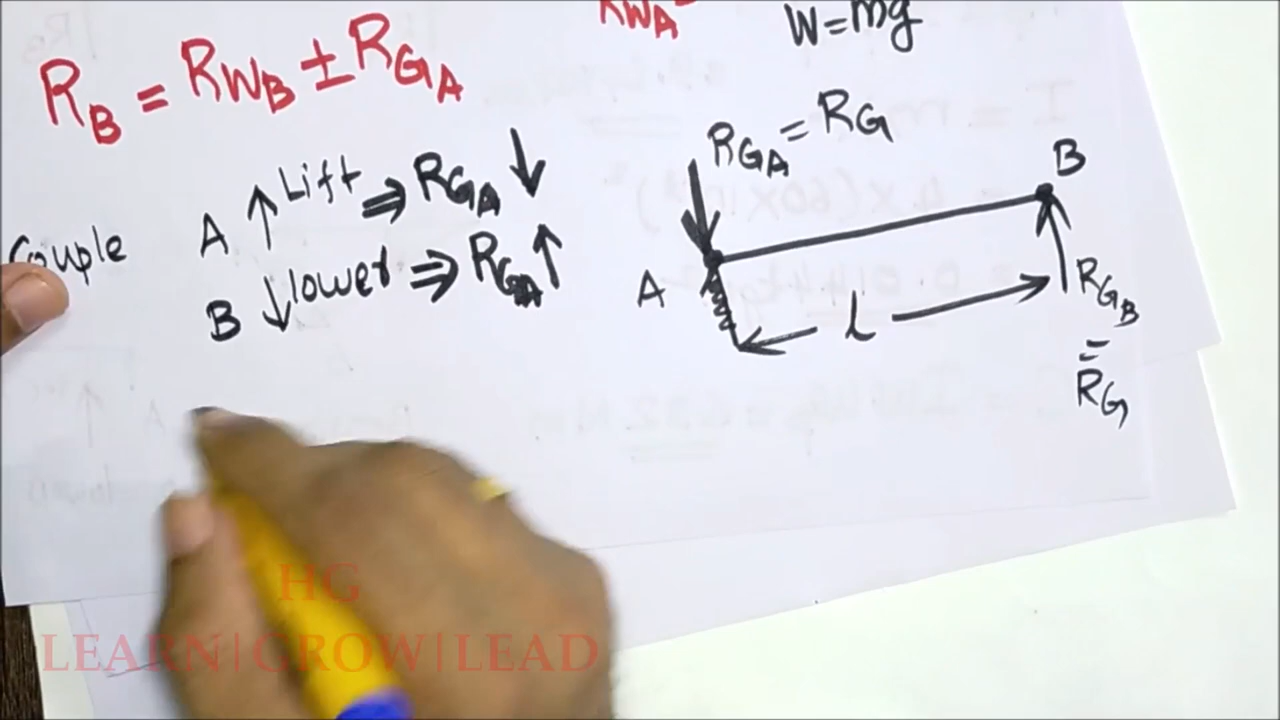 R_B = R_WB ± R_GA
R_WA =
W = mg
Couple
A ↑ Lift ⇒ R_GA ↓
B ↓ lower ⇒ R_GA ↑
R_GA = R_G
B
A
l
R_GB
=
R_G
HG
LEARN|GROW|LEAD